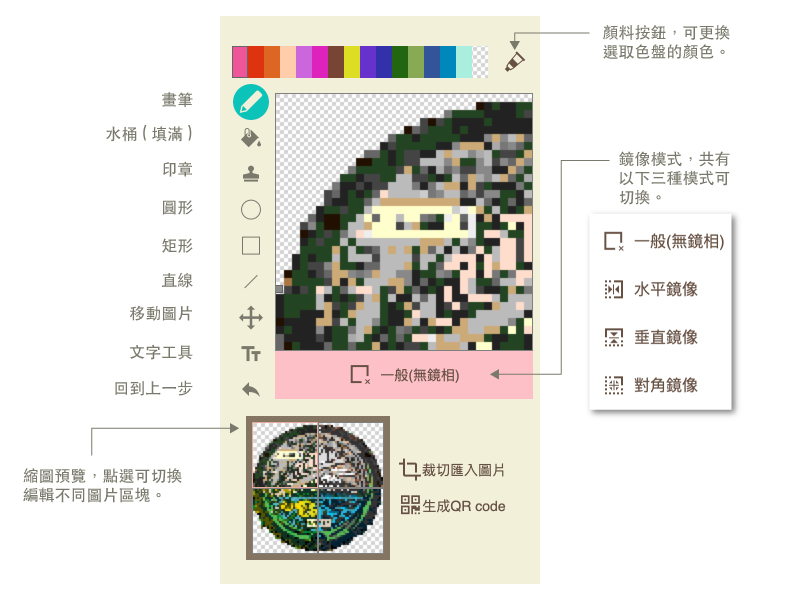 顏料按鈕，可更換
選取色盤的顏色。
畫筆
水桶 ( 填滿 )
印章
圓形
矩形
直線
移動圖片
文字工具
回到上一步
鏡像模式，共有
以下三種模式可
切換。
一般(無鏡相)
水平鏡像
垂直鏡像
對角鏡像
一般(無鏡相)
縮圖預覽，點選可切換
編輯不同圖片區塊。
裁切匯入圖片
生成QR code